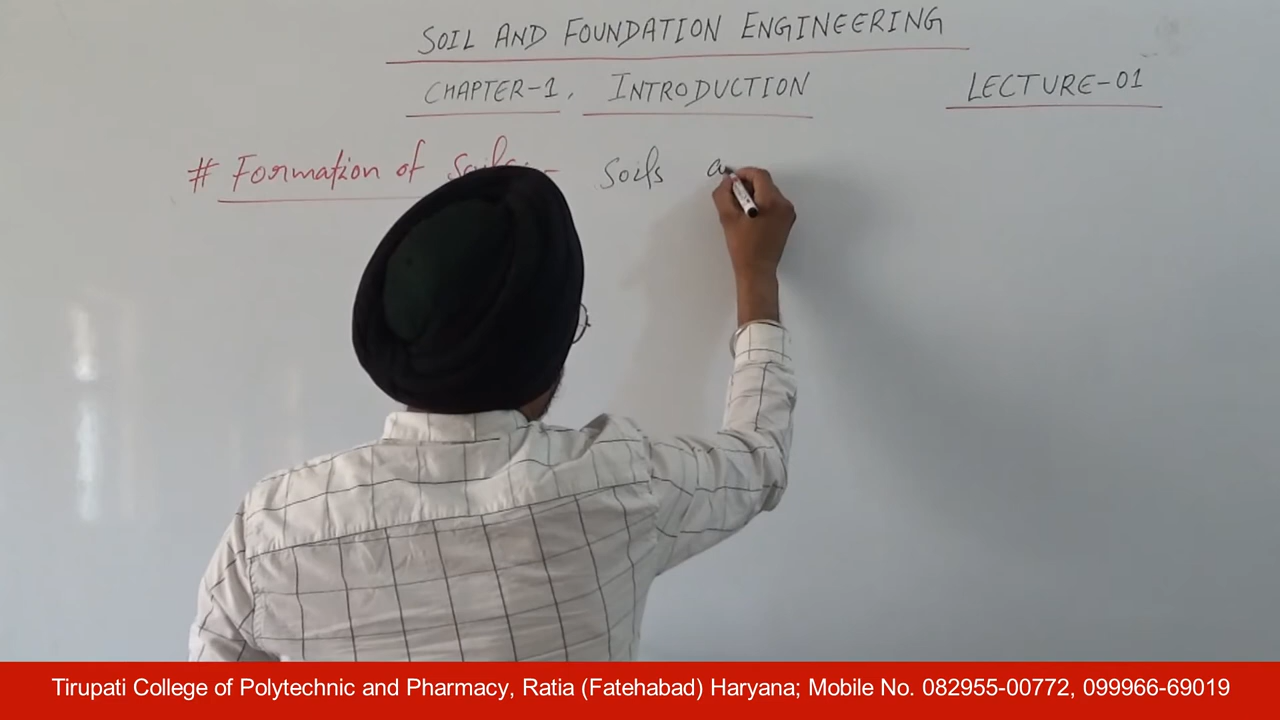 SOIL AND FOUNDATION ENGINEERING
CHAPTER-1. INTRODUCTION LECTURE-01
# Formation of Soils:- Soils a
Tirupati College of Polytechnic and Pharmacy, Ratia (Fatehabad) Haryana; Mobile No. 082955-00772, 099966-69019